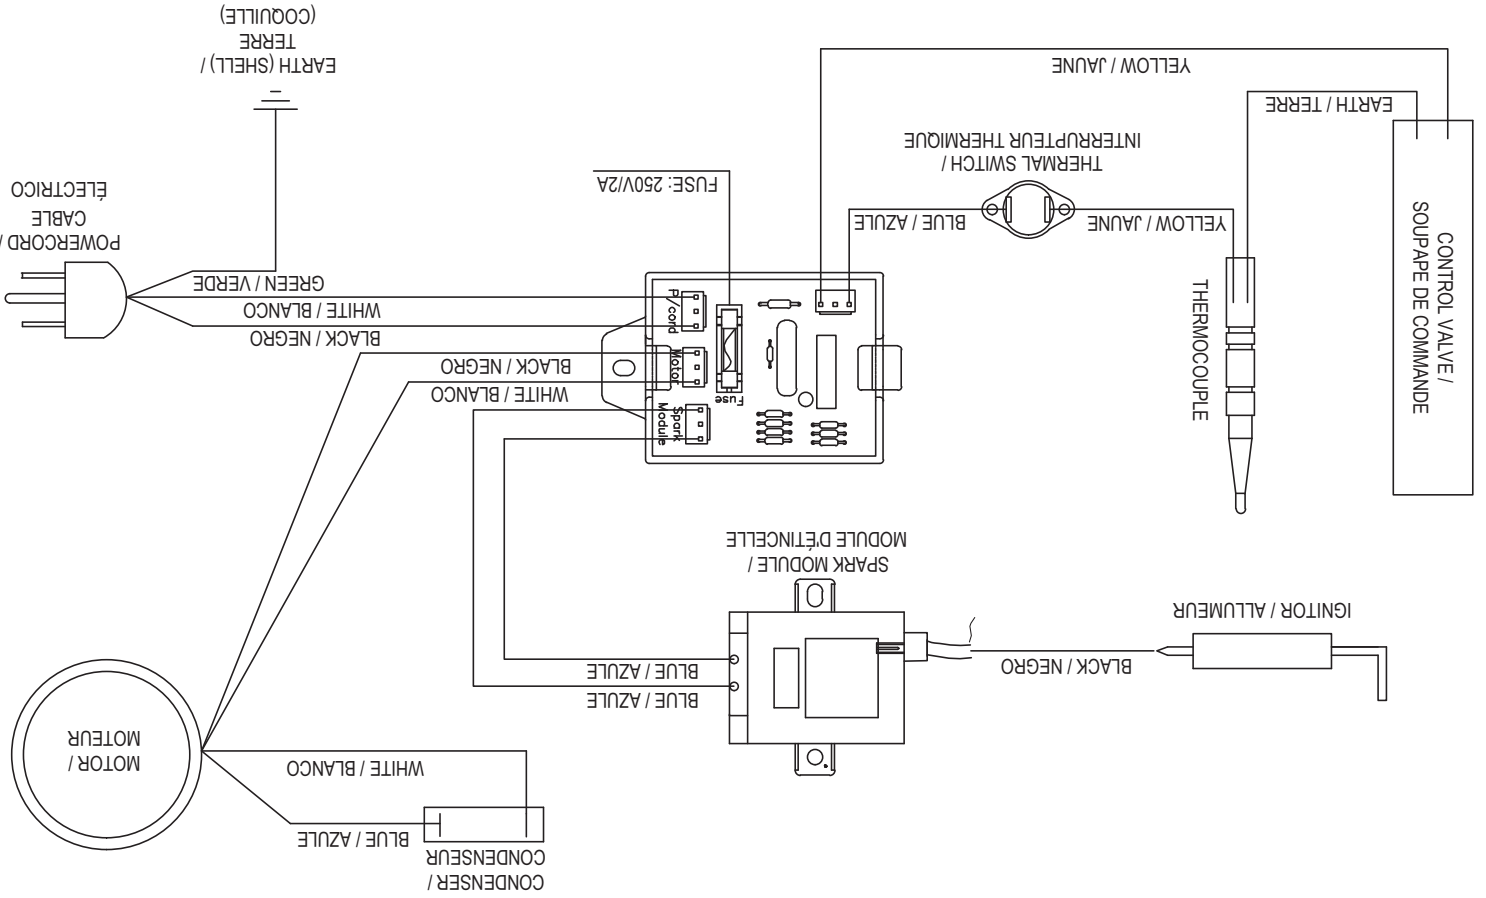 CONDENSER /
CONDENSEUR
BLUE / AZULE
WHITE / BLANCO
MOTOR /
MOTEUR
BLUE / AZULE
BLUE / AZULE
BLACK / NEGRO
IGNITOR / ALLUMEUR
SPARK MODULE /
MODULE D'ÉTINCELLE
CONTROL VALVE /
SOUPAPE DE COMMANDE
THERMOCOUPLE
Spark
Module
Fuse
Motor
P/cord
WHITE / BLANCO
BLACK / NEGRO
BLACK / NEGRO
WHITE / BLANCO
GREEN / VERDE
POWERCORD /
CABLE
ÉLECTRICO
YELLOW / JAUNE
BLUE / AZULE
FUSE: 250V/2A
THERMAL SWITCH /
INTERRUPTEUR THERMIQUE
EARTH / TERRE
YELLOW / JAUNE
EARTH (SHELL) /
TERRE
(COQUILLE)